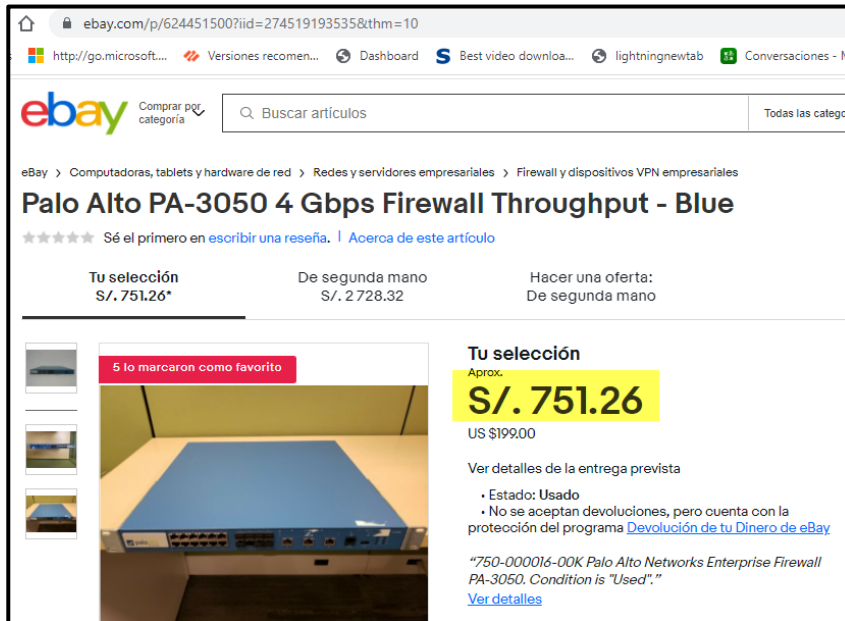 ebay.com/p/624451500?iid=274519193535&thm=10
http://go.microsoft.... Versiones recomen... Dashboard Best video downloa... lightningnewtab Conversaciones - M
ebay Comprar por categoría Buscar artículos Todas las catego
eBay > Computadoras, tablets y hardware de red > Redes y servidores empresariales > Firewall y dispositivos VPN empresariales
Palo Alto PA-3050 4 Gbps Firewall Throughput - Blue
Sé el primero en escribir una reseña. | Acerca de este artículo
Tu selección De segunda mano Hacer una oferta:
S/. 751.26* S/. 2 728.32 De segunda mano
5 lo marcaron como favorito
Tu selección
Aprox.
S/. 751.26
US $199.00
Ver detalles de la entrega prevista
• Estado: Usado
• No se aceptan devoluciones, pero cuenta con la
protección del programa Devolución de tu Dinero de eBay
"750-000016-00K Palo Alto Networks Enterprise Firewall
PA-3050. Condition is "Used"."
Ver detalles